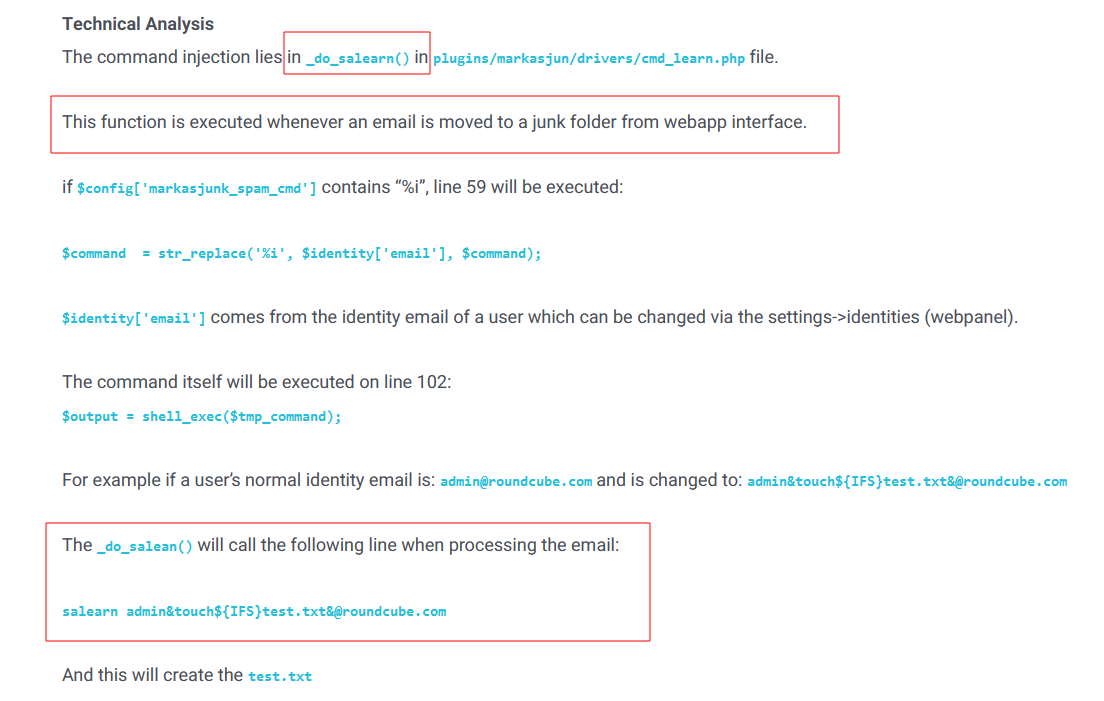 Technical Analysis
The command injection lies in _do_salearn() in plugins/markasjun/drivers/cmd_learn.php file.
This function is executed whenever an email is moved to a junk folder from webapp interface.
if $config['markasjunk_spam_cmd'] contains “%i”, line 59 will be executed:
$command  = str_replace('%i', $identity['email'], $command);
$identity['email'] comes from the identity email of a user which can be changed via the settings->identities (webpanel).
The command itself will be executed on line 102:
$output = shell_exec($tmp_command);
For example if a user’s normal identity email is: admin@roundcube.com and is changed to: admin&touch${IFS}test.txt&@roundcube.com
The _do_salean() will call the following line when processing the email:
salearn admin&touch${IFS}test.txt&@roundcube.com
And this will create the test.txt